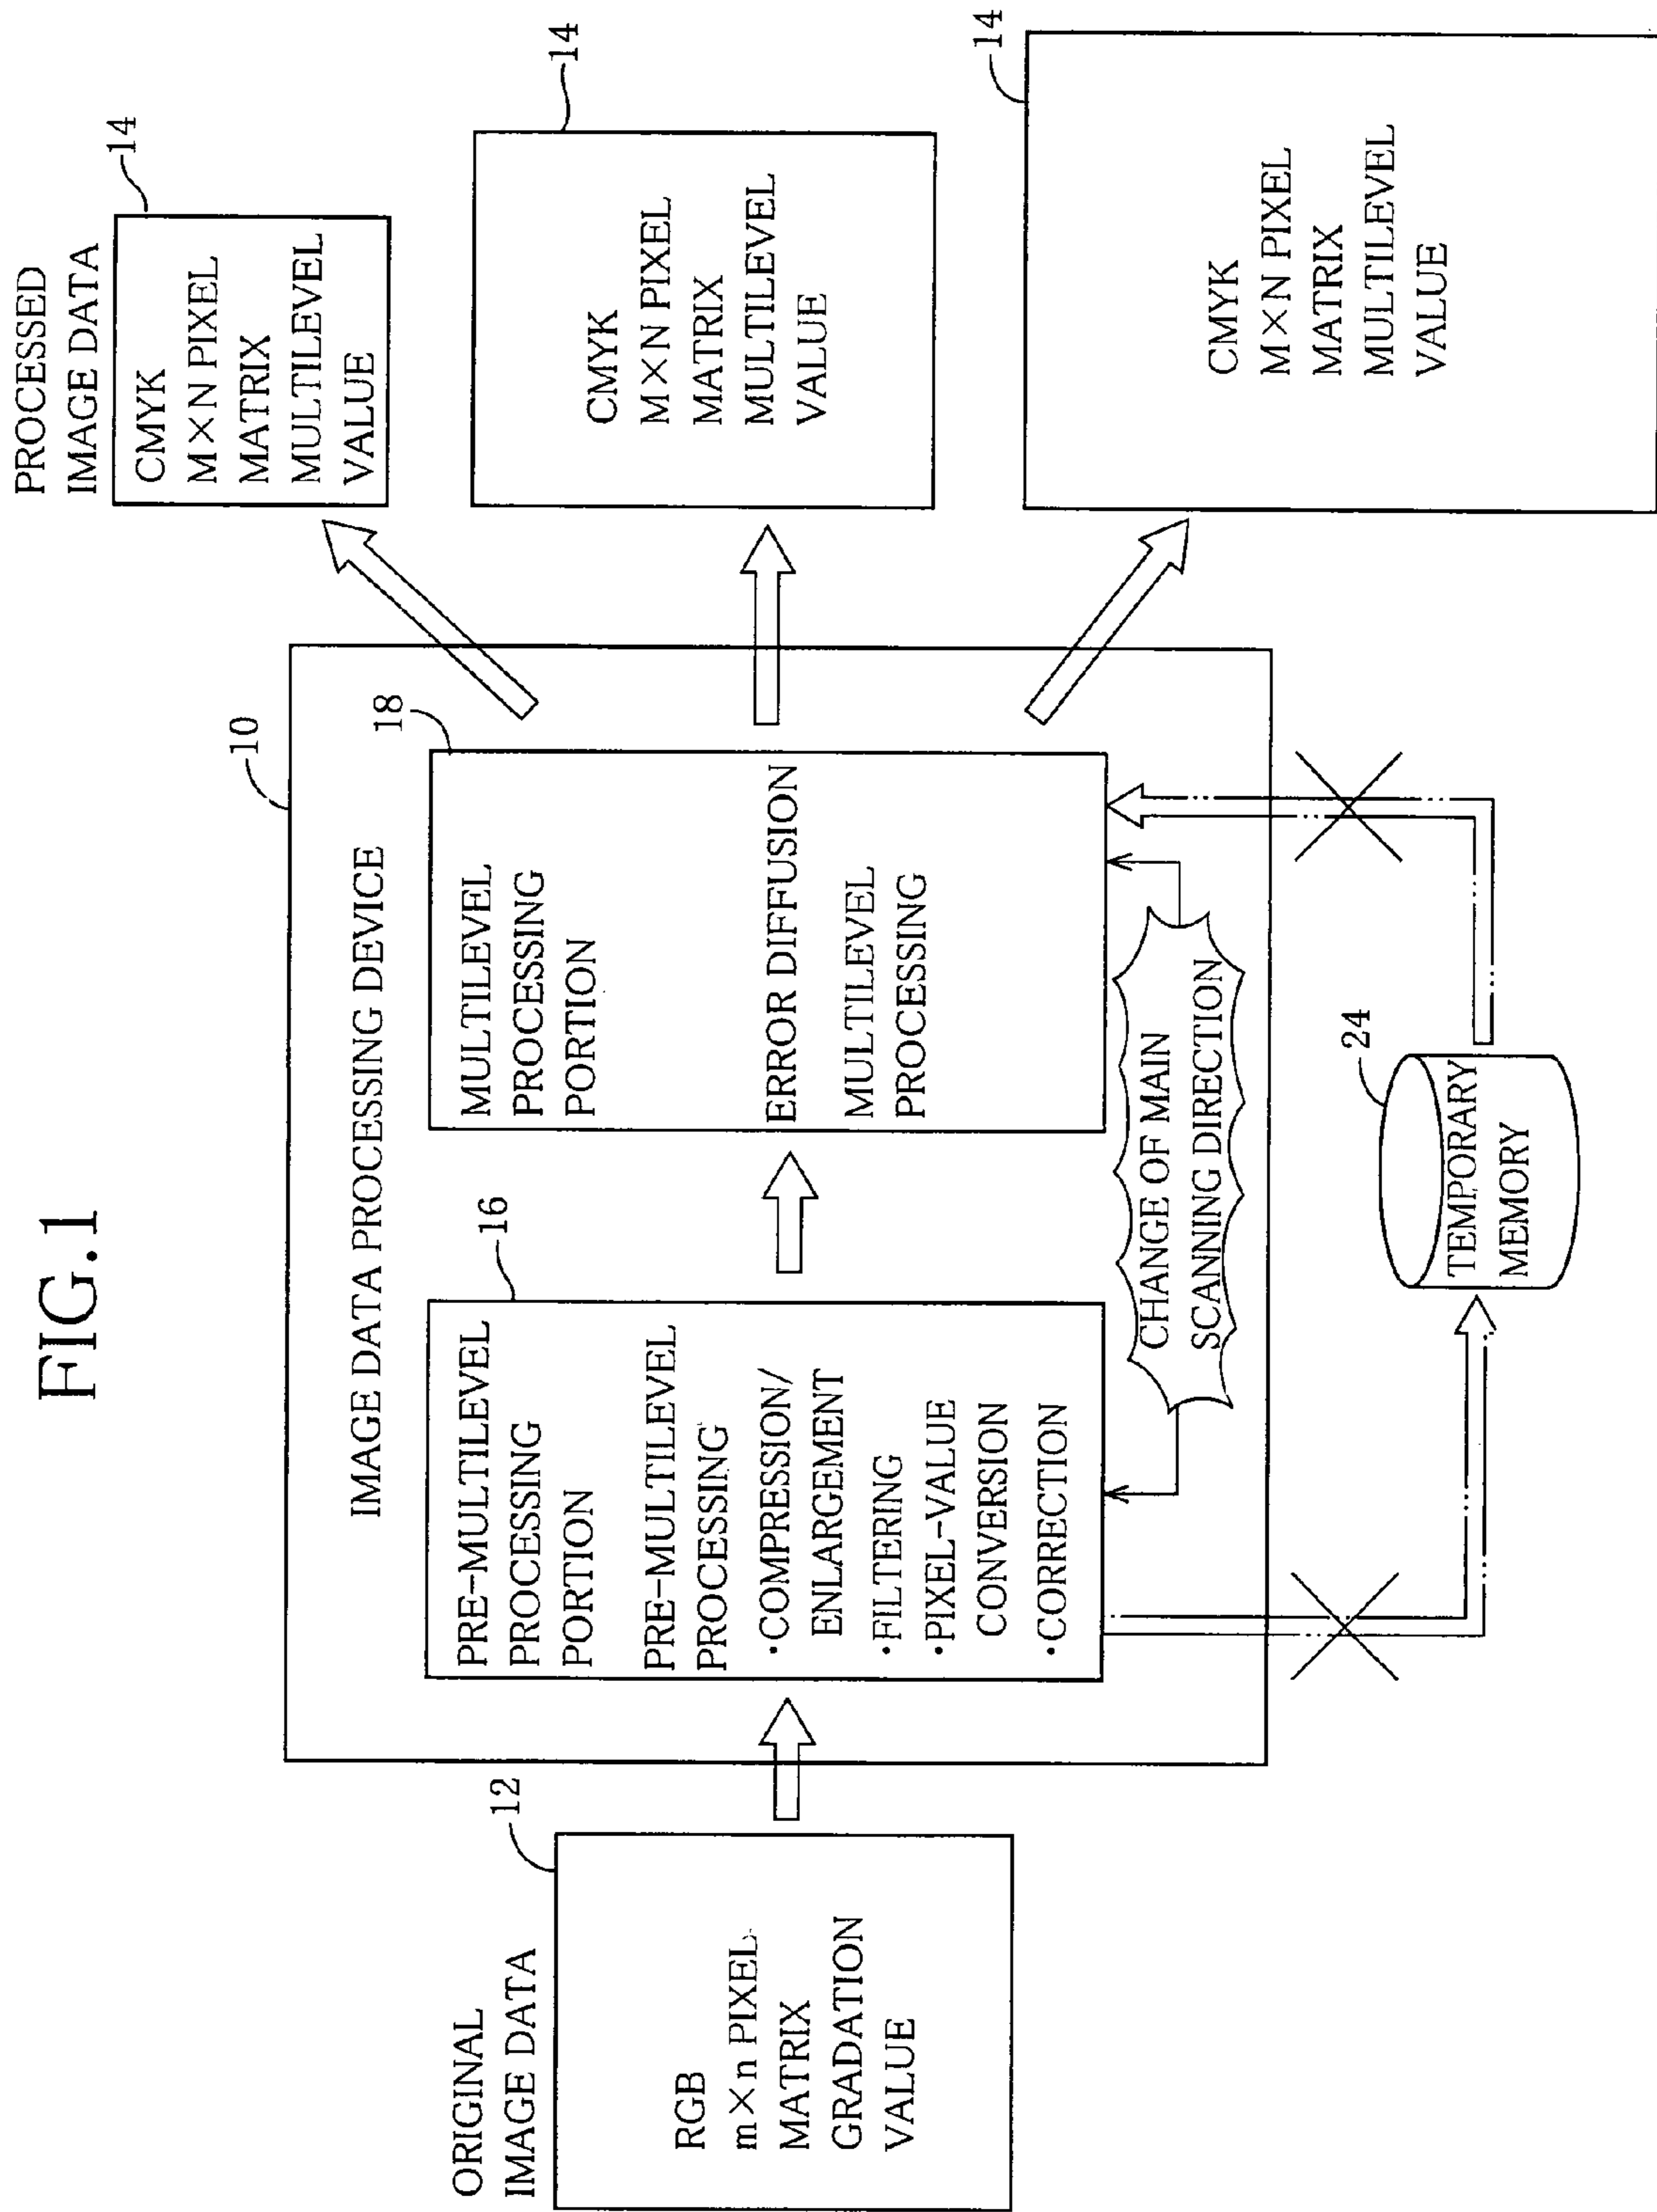 FIG.1
ORIGINAL
IMAGE DATA
12
RGB
m×n PIXEL
MATRIX
GRADATION
VALUE
IMAGE DATA PROCESSING DEVICE
10
16
PRE-MULTILEVEL
PROCESSING
PORTION
PRE-MULTILEVEL
PROCESSING
·COMPRESSION/
ENLARGEMENT
·FILTERING
·PIXEL-VALUE
CONVERSION
·CORRECTION
18
MULTILEVEL
PROCESSING
PORTION
ERROR DIFFUSION
MULTILEVEL
PROCESSING
CHANGE OF MAIN
SCANNING DIRECTION
24
TEMPORARY
MEMORY
PROCESSED
IMAGE DATA
14
CMYK
M×N PIXEL
MATRIX
MULTILEVEL
VALUE
14
CMYK
M×N PIXEL
MATRIX
MULTILEVEL
VALUE
14
CMYK
M×N PIXEL
MATRIX
MULTILEVEL
VALUE